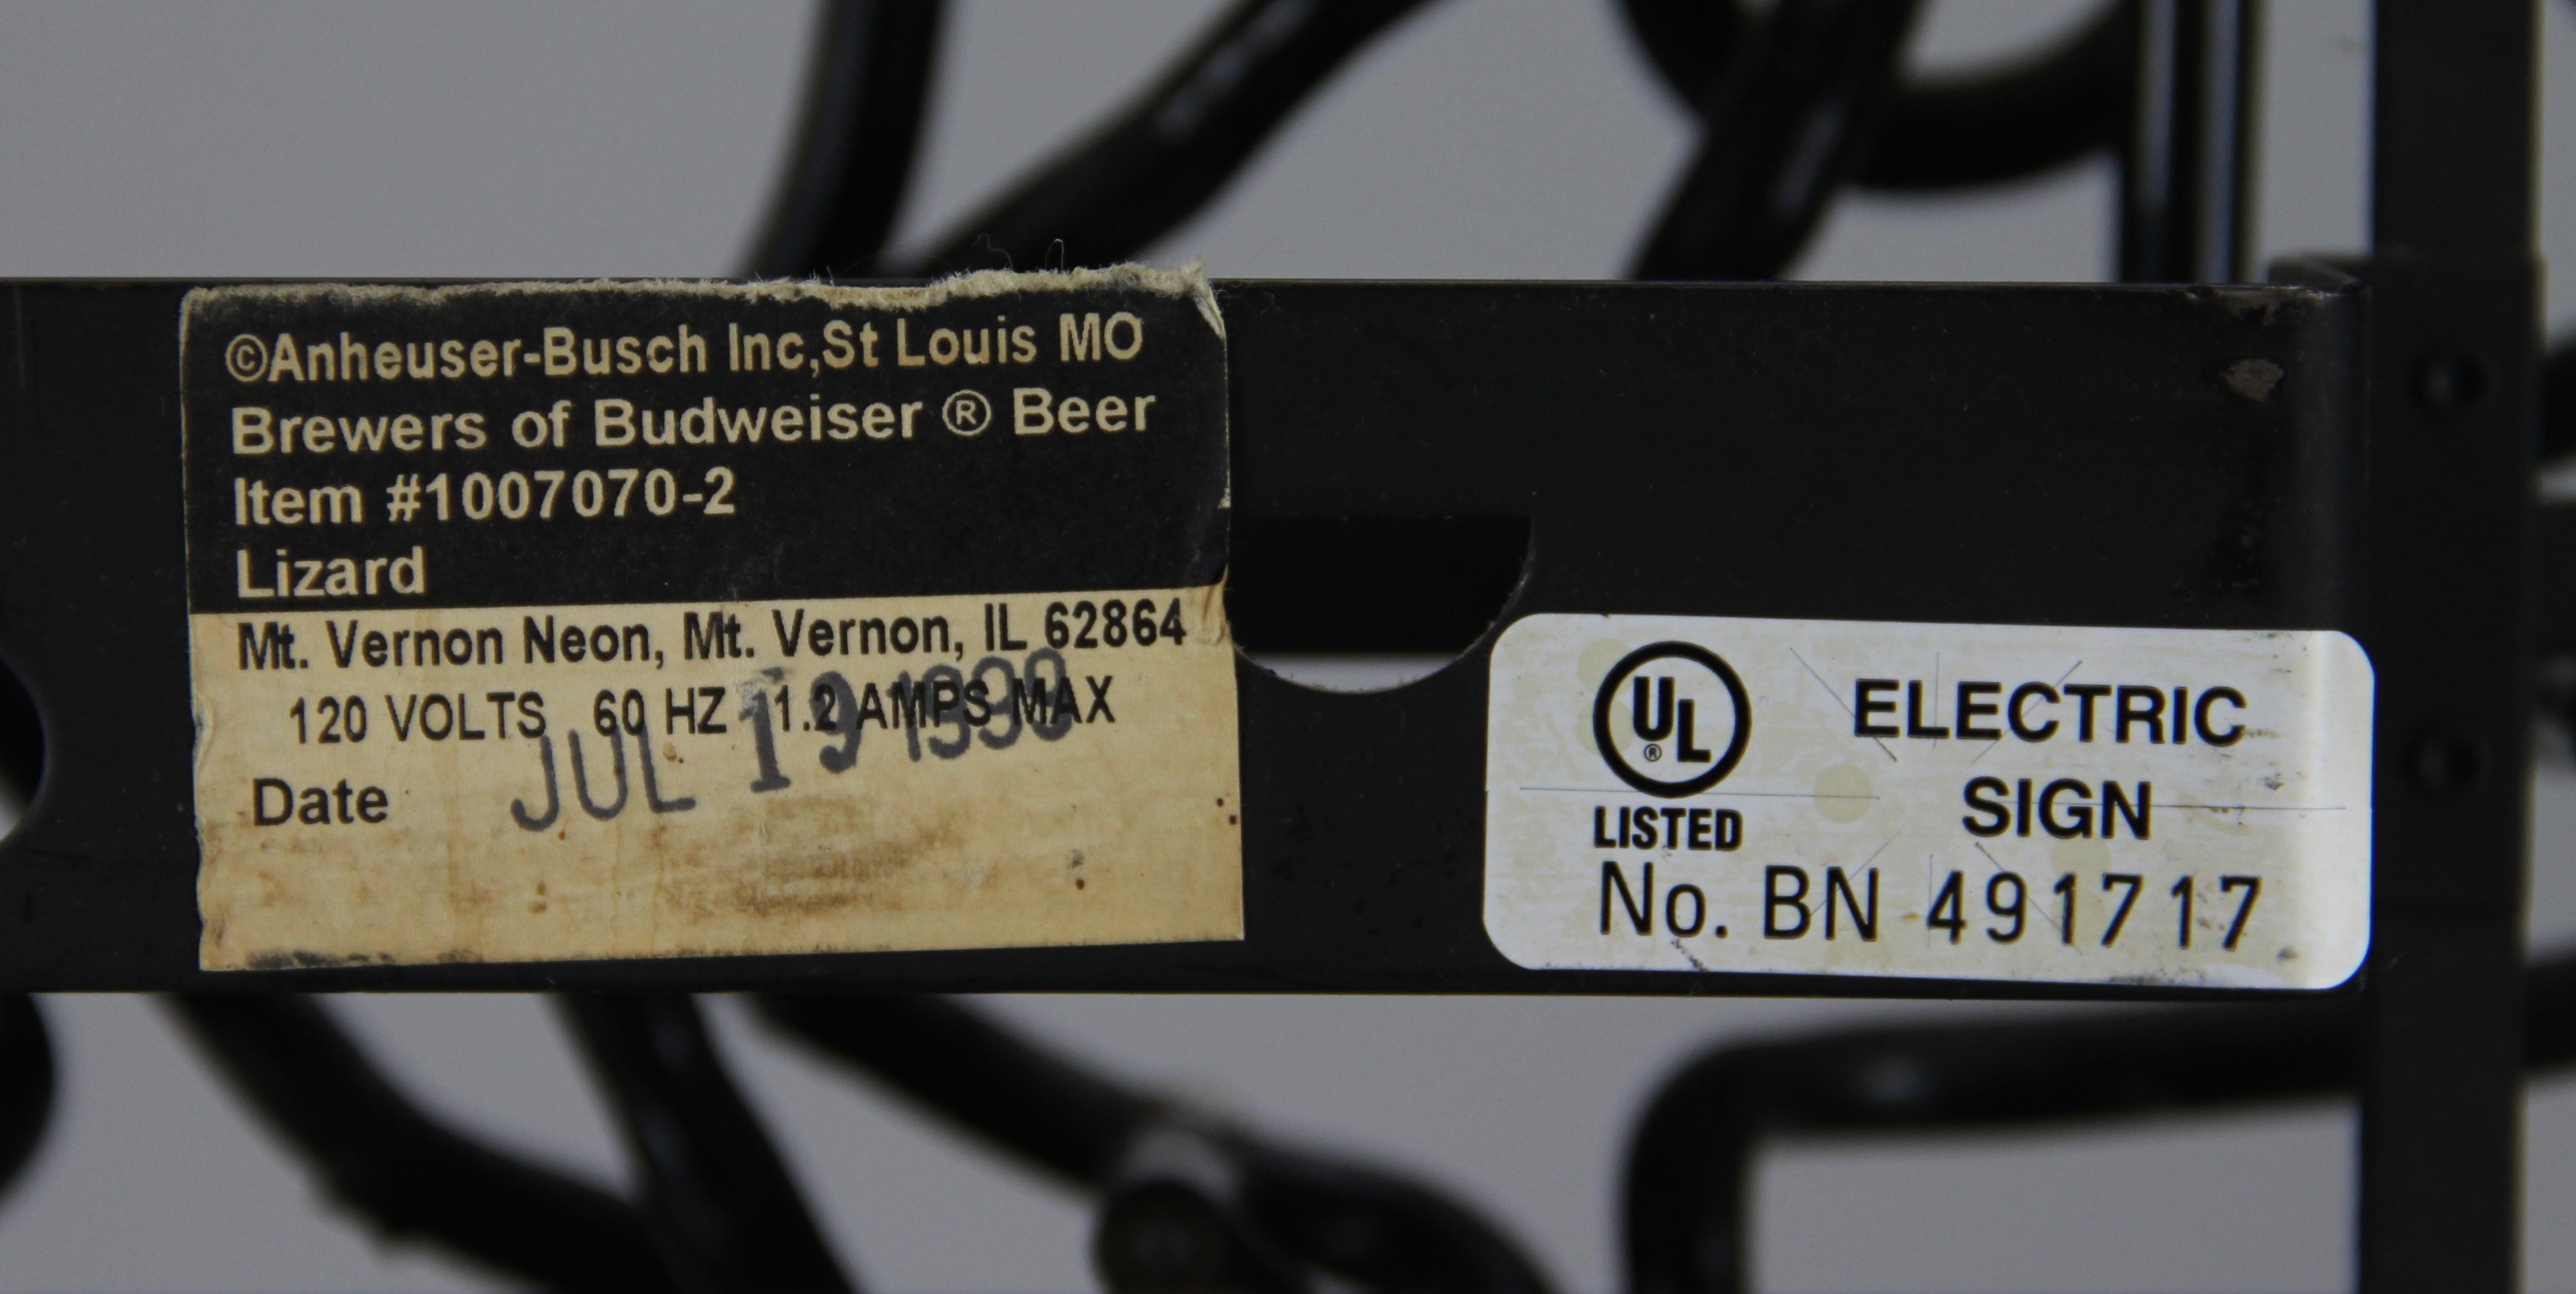 ©Anheuser-Busch Inc,St Louis MO
Brewers of Budweiser ® Beer
Item #1007070-2
Lizard
Mt. Vernon Neon, Mt. Vernon, IL 62864
120 VOLTS 60 HZ 1.2 AMPS MAX
Date JUL 19
UL ®
LISTED
ELECTRIC
SIGN
No. BN 491717